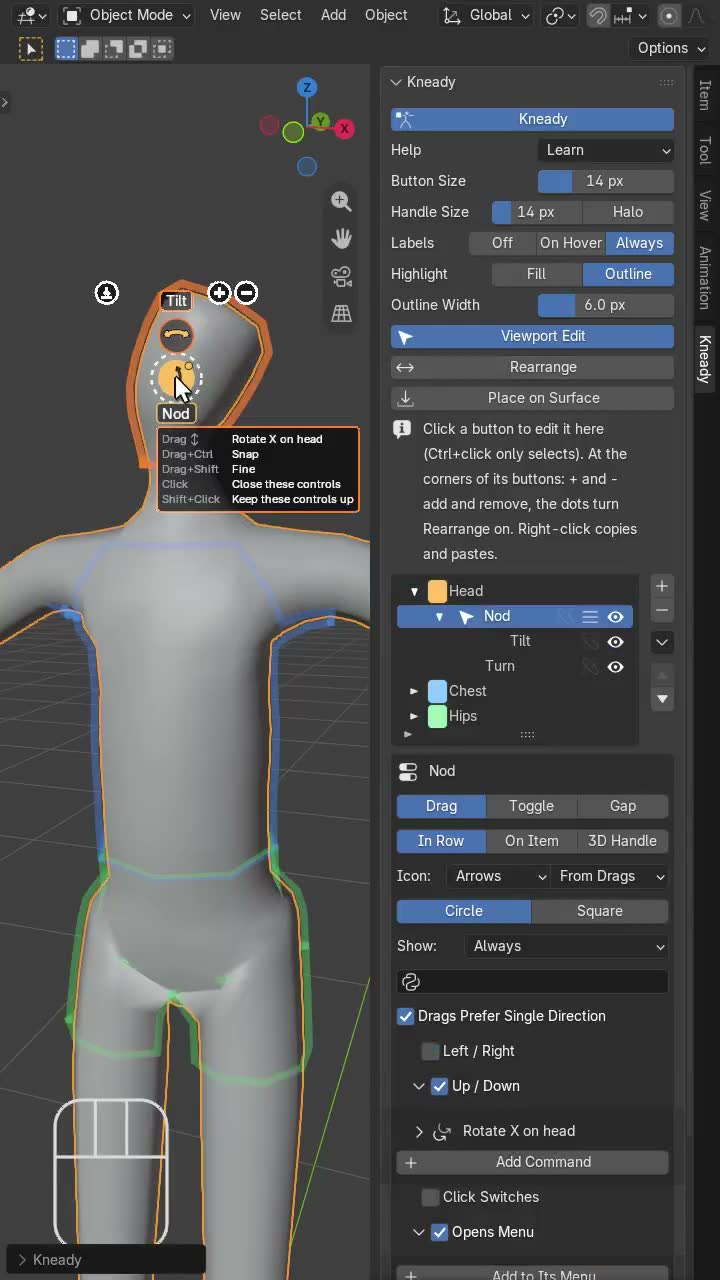 Object Mode
View
Select
Add
Object
Global
Options
Z
Y
X
Tilt
Nod
Drag Rotate X on head
Drag+Ctrl Snap
Drag+Shift Fine
Click Close these controls
Shift+Click Keep these controls up
Kneady
Kneady
Kneady
Help Learn
Button Size 14 px
Handle Size 14 px Halo
Labels Off On Hover Always
Highlight Fill Outline
Outline Width 6.0 px
Viewport Edit
Rearrange
Place on Surface
Click a button to edit it here
(Ctrl+click only selects). At the
corners of its buttons: + and -
add and remove, the dots turn
Rearrange on. Right-click copies
and pastes.
Head
Nod
Tilt
Turn
Chest
Hips
Nod
Drag Toggle Gap
In Row On Item 3D Handle
Icon: Arrows From Drags
Circle Square
Show: Always
Drags Prefer Single Direction
Left / Right
Up / Down
Rotate X on head
Add Command
Click Switches
Opens Menu
Add to Its Menu
Item
Tool
View
Animation
Kneady